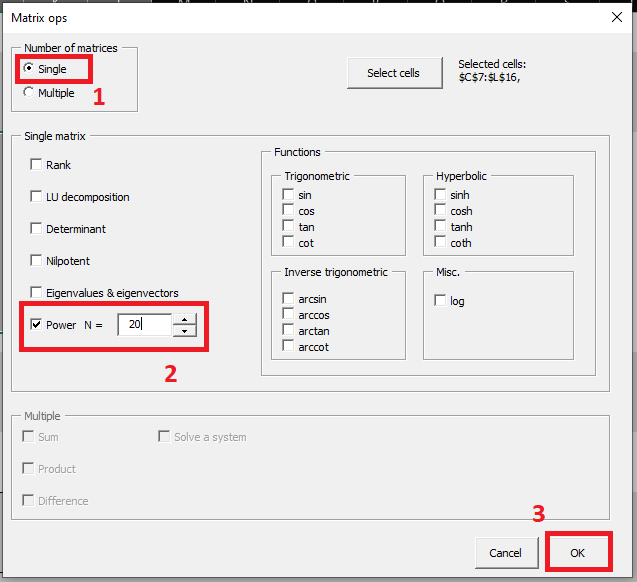 Matrix ops
Number of matrices
Single
Multiple
1
Select cells
Selected cells:
$C$7:$L$16,
Single matrix
Rank
LU decomposition
Determinant
Nilpotent
Eigenvalues & eigenvectors
Power N = 20
2
Functions
Trigonometric
sin
cos
tan
cot
Hyperbolic
sinh
cosh
tanh
coth
Inverse trigonometric
arcsin
arccos
arctan
arccot
Misc.
log
Multiple
Sum
Solve a system
Product
Difference
3
Cancel
OK